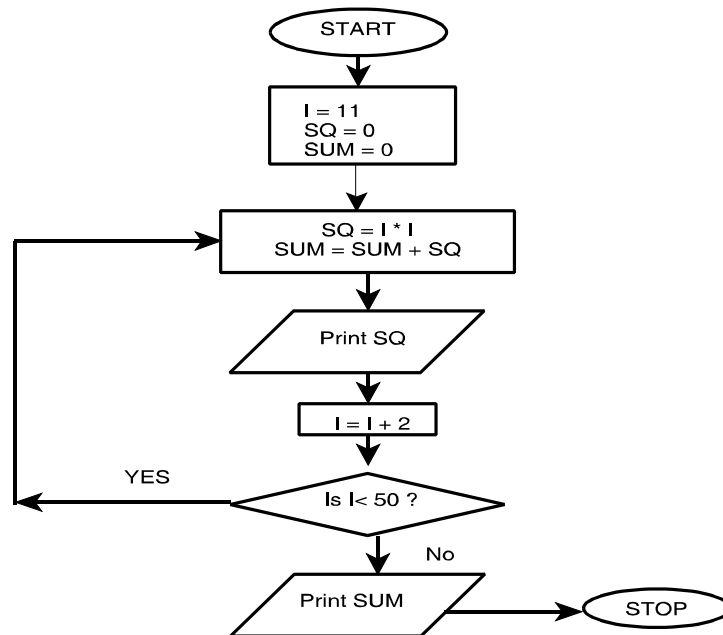 START
I = 11
SQ = 0
SUM = 0
SQ = I * I
SUM = SUM + SQ
Print SQ
I = I + 2
YES
Is I< 50 ?
No
Print SUM
STOP